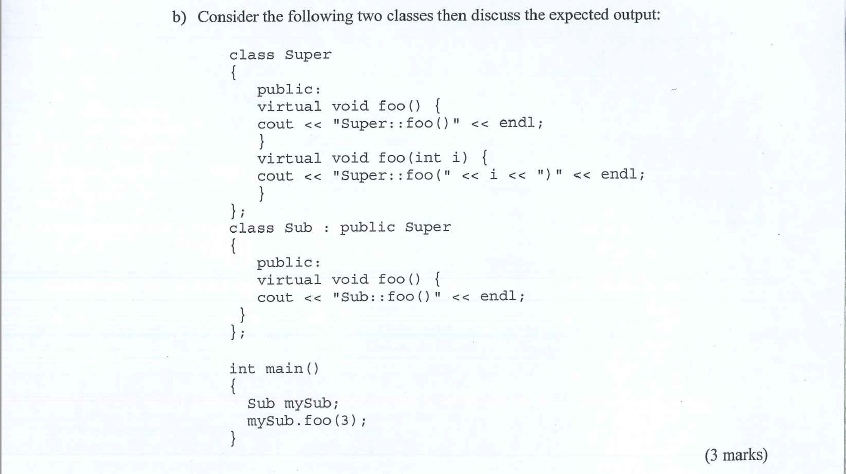 b) Consider the following two classes then discuss the expected output:
class Super
{
public:
virtual void foo() {
cout << "Super::foo()" << endl;
}
virtual void foo(int i) {
cout << "Super::foo(" << i << ")" << endl;
}
};
class Sub : public Super
{
public:
virtual void foo() {
cout << "Sub::foo()" << endl;
}
};
int main()
{
Sub mySub;
mySub.foo(3);
}
(3 marks)